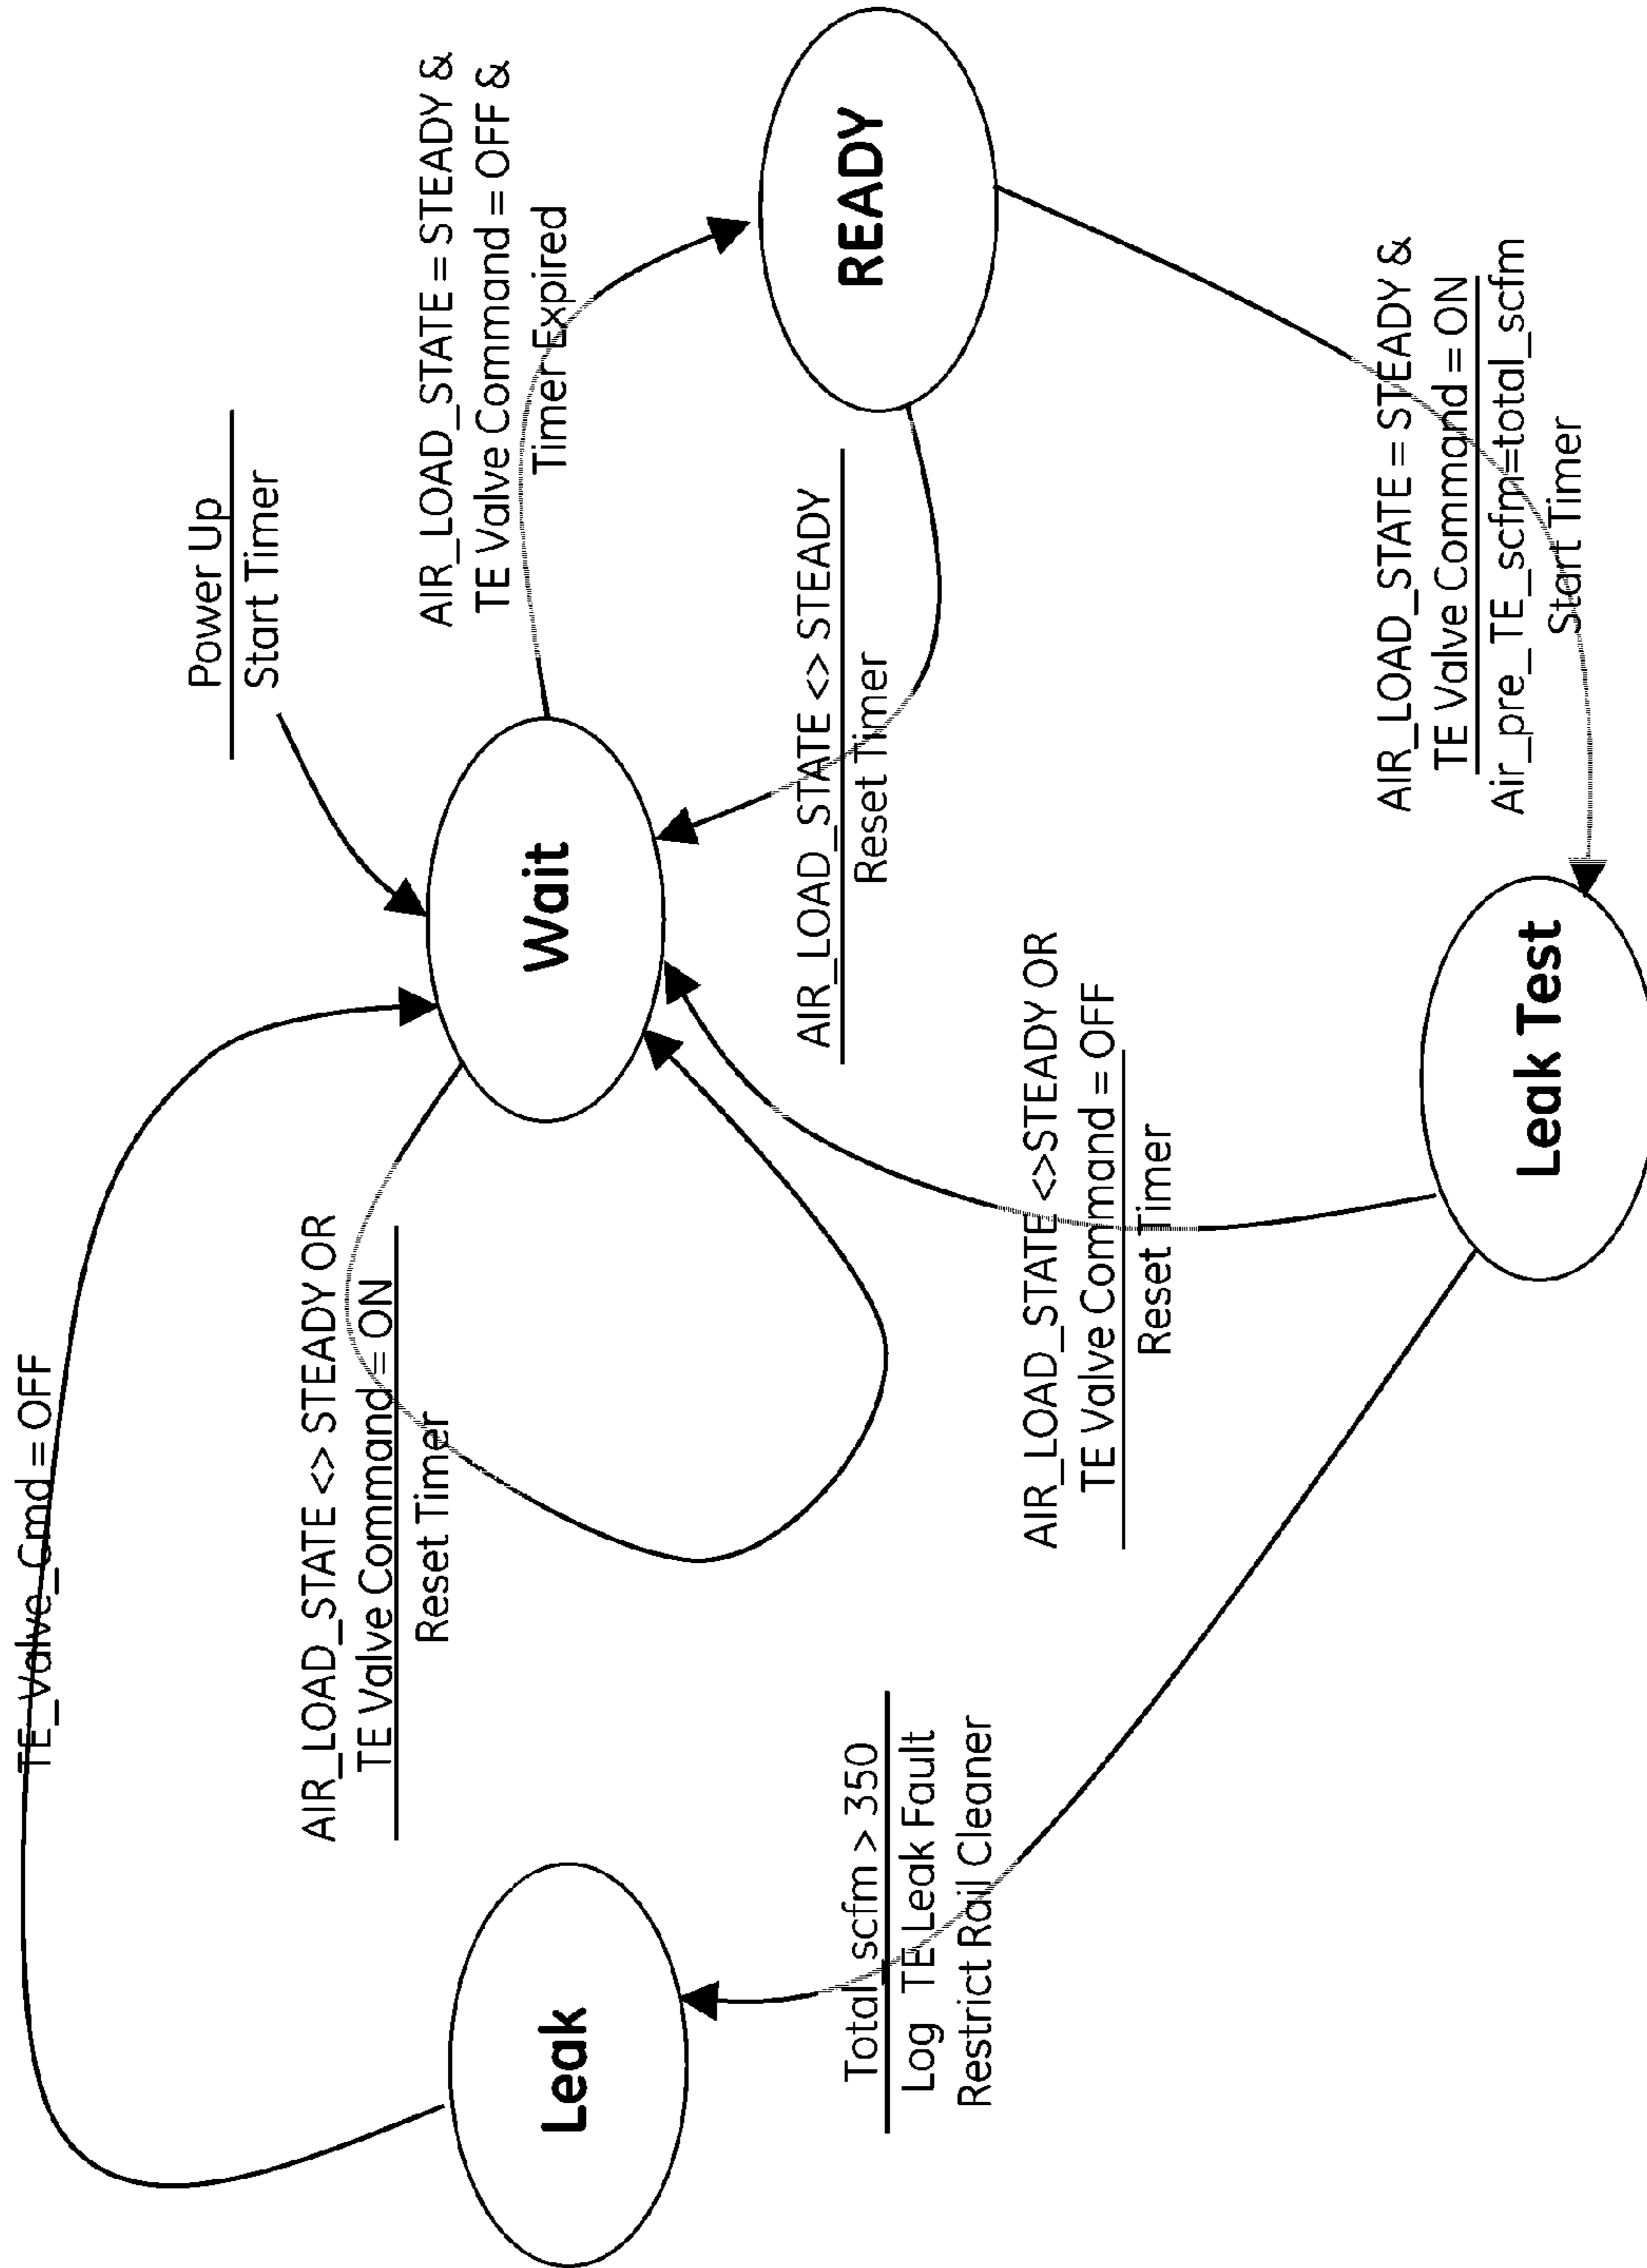 TE_Valve_Cmd = OFF
Power Up
Start Timer
AIR_LOAD_STATE <> STEADY OR
TE Valve Command = ON
Reset Timer
AIR_LOAD_STATE = STEADY &
TE Valve Command = OFF &
Timer Expired
Leak
Wait
READY
AIR_LOAD_STATE <> STEADY
Reset Timer
Total scfm > 350
Log TE Leak Fault
Restrict Rail Cleaner
AIR_LOAD_STATE <>STEADY OR
TE Valve Command = OFF
Reset Timer
AIR_LOAD_STATE = STEADY &
TE Valve Command = ON
Air_pre_TE_scfm=total_scfm
Start Timer
Leak Test